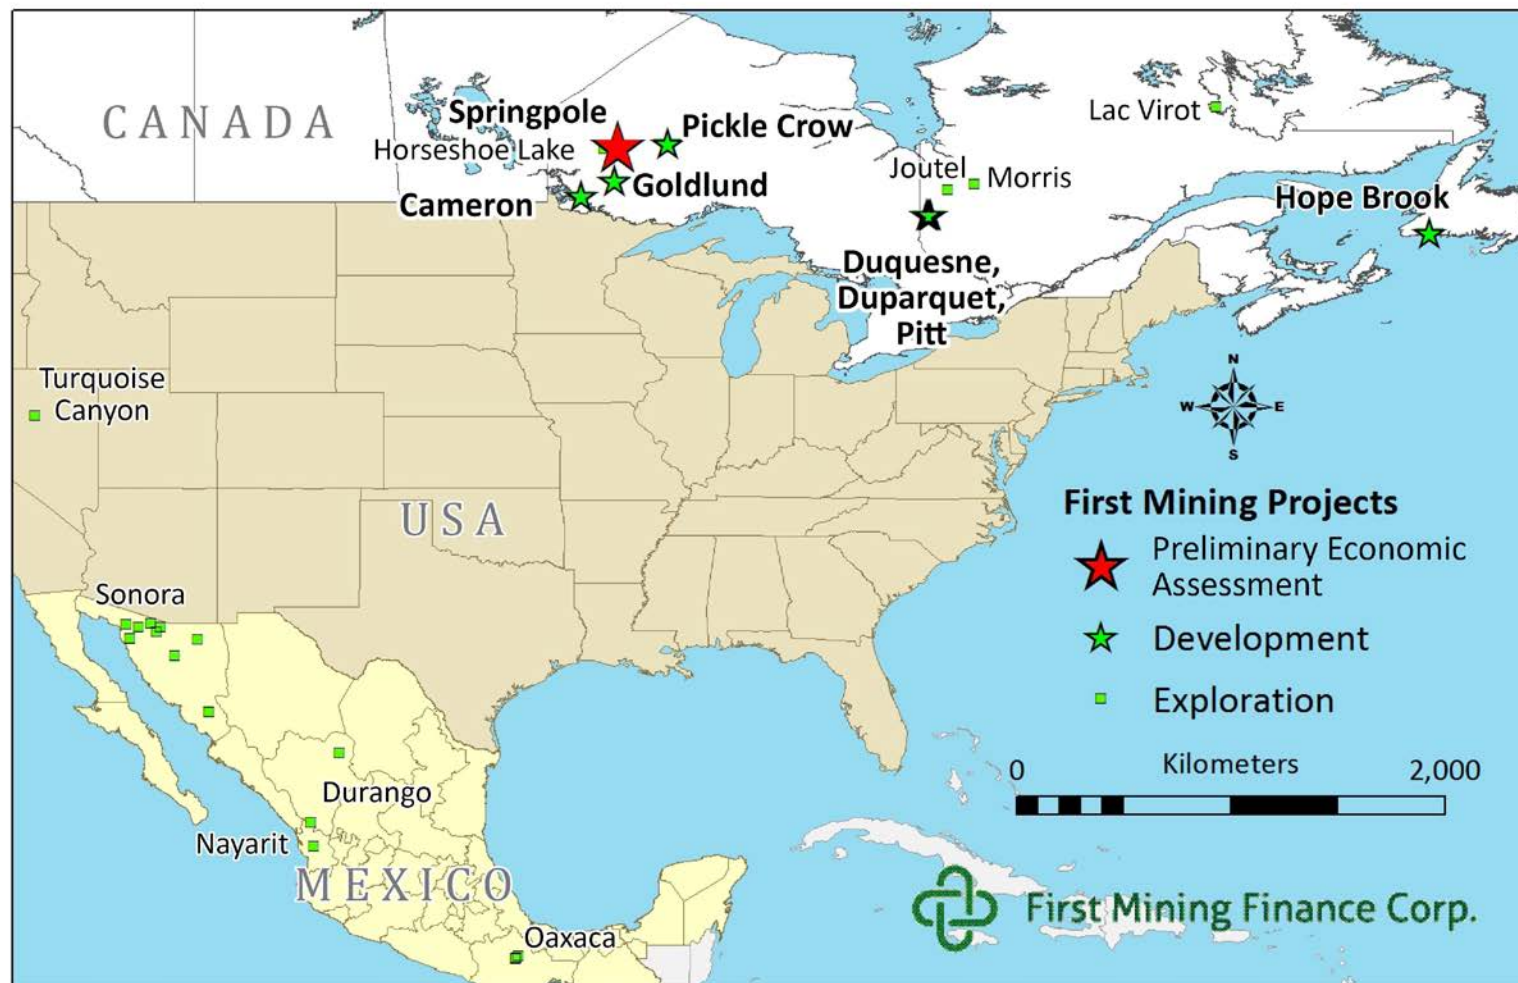 CANADA
Springpole
Pickle Crow
Horseshoe Lake
Goldlund
Cameron
Lac Virot
Joutel
Morris
Hope Brook
Duquesne,
Duparquet,
Pitt
Turquoise
Canyon
N
W
E
S
USA
First Mining Projects
Preliminary Economic
Assessment
Development
Exploration
0
Kilometers
2,000
Sonora
Durango
Nayarit
MEXICO
Oaxaca
First Mining Finance Corp.